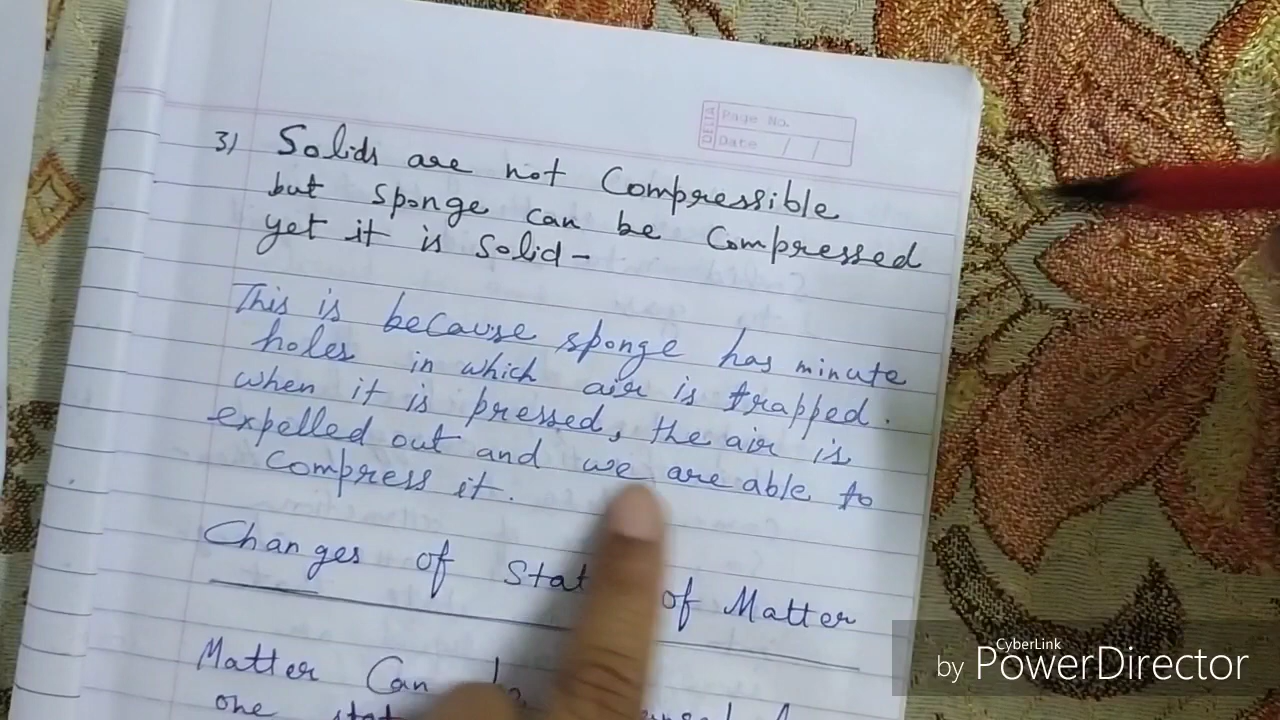 DELTA
Page No.
Date / /
3) Solids are not Compressible
but sponge can be Compressed
yet it is solid -
This is because sponge has minute
holes in which air is trapped.
when it is pressed, the air is
expelled out and we are able to
compress it.
Changes of of Matter
Matter Can
one
CyberLink
by PowerDirector